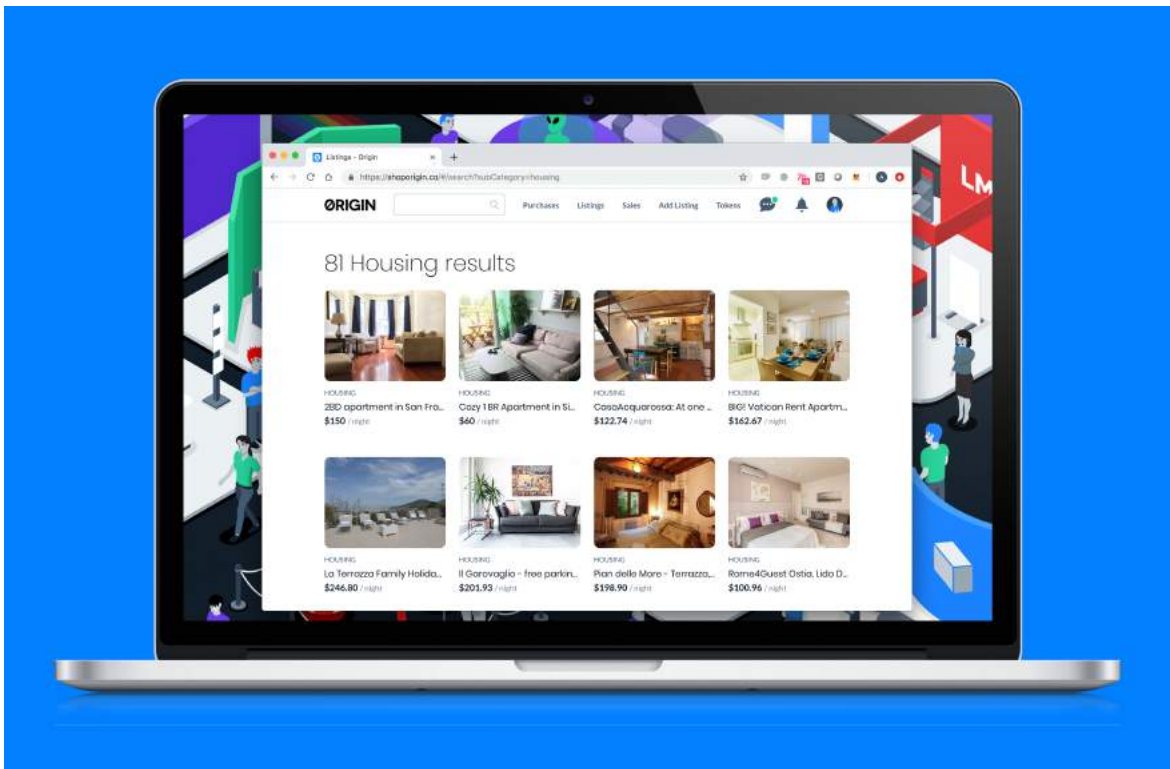 LM
Listings - Origin
https://shoporigin.co/#/search?subCategory=housing
ØRIGIN
Purchases Listings Sales Add Listing Tokens
81 Housing results
HOUSING HOUSING HOUSING HOUSING
2BD apartment in San Fra... Cozy 1 BR Apartment in Si... CasaAcquarossa: At one ... BIG! Vatican Rent Apartm...
$150 / night $60 / night $122.74 / night $162.67 / night
HOUSING HOUSING HOUSING HOUSING
La Terrazza Family Holida... Il Garovaglio - free parkin... Pian delle More - Terrazza,... Rome4Guest Ostia, Lido D...
$246.80 / night $201.93 / night $198.90 / night $100.96 / night